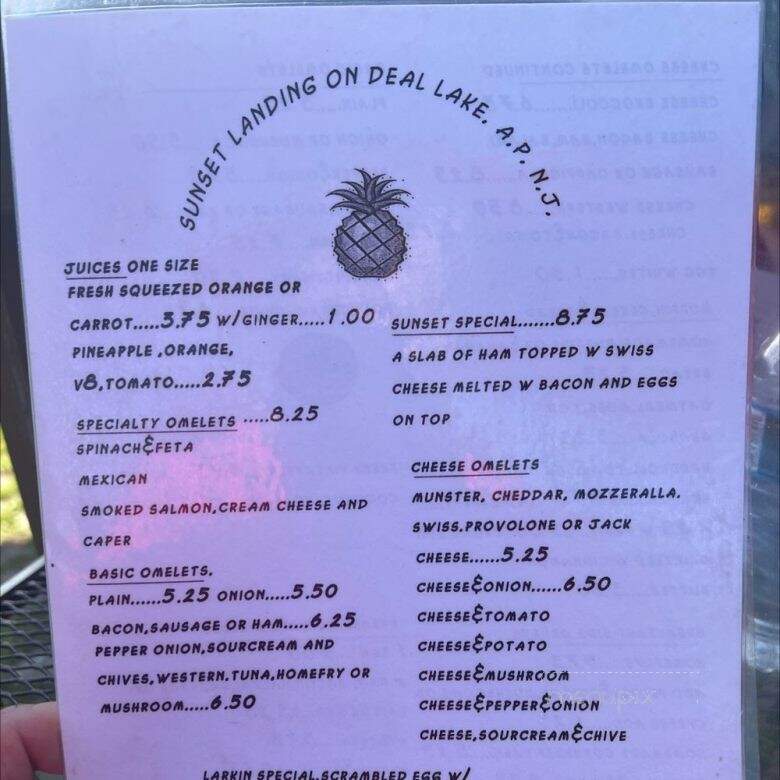 SUNSET LANDING ON DEAL LAKE. A.P. N.J.
JUICES ONE SIZE
FRESH SQUEEZED ORANGE OR
CARROT.....3.75 W/GINGER.....1.00
PINEAPPLE ,ORANGE,
V8,TOMATO.....2.75
SPECIALTY OMELETS .....8.25
SPINACH&FETA
MEXICAN
SMOKED SALMON,CREAM CHEESE AND
CAPER
BASIC OMELETS.
PLAIN......5.25 ONION.....5.50
BACON,SAUSAGE OR HAM.....6.25
PEPPER ONION,SOURCREAM AND
CHIVES,WESTERN.TUNA,HOMEFRY OR
MUSHROOM.....6.50
SUNSET SPECIAL.......8.75
A SLAB OF HAM TOPPED W SWISS
CHEESE MELTED W BACON AND EGGS
ON TOP
CHEESE OMELETS
MUNSTER, CHEDDAR, MOZZERALLA,
SWISS.PROVOLONE OR JACK
CHEESE......5.25
CHEESE&ONION......6.50
CHEESE&TOMATO
CHEESE&POTATO
CHEESE&MUSHROOM
CHEESE&PEPPER&ONION
CHEESE,SOURCREAM&CHIVE
LARKIN SPECIAL.SCRAMBLED EGG W/